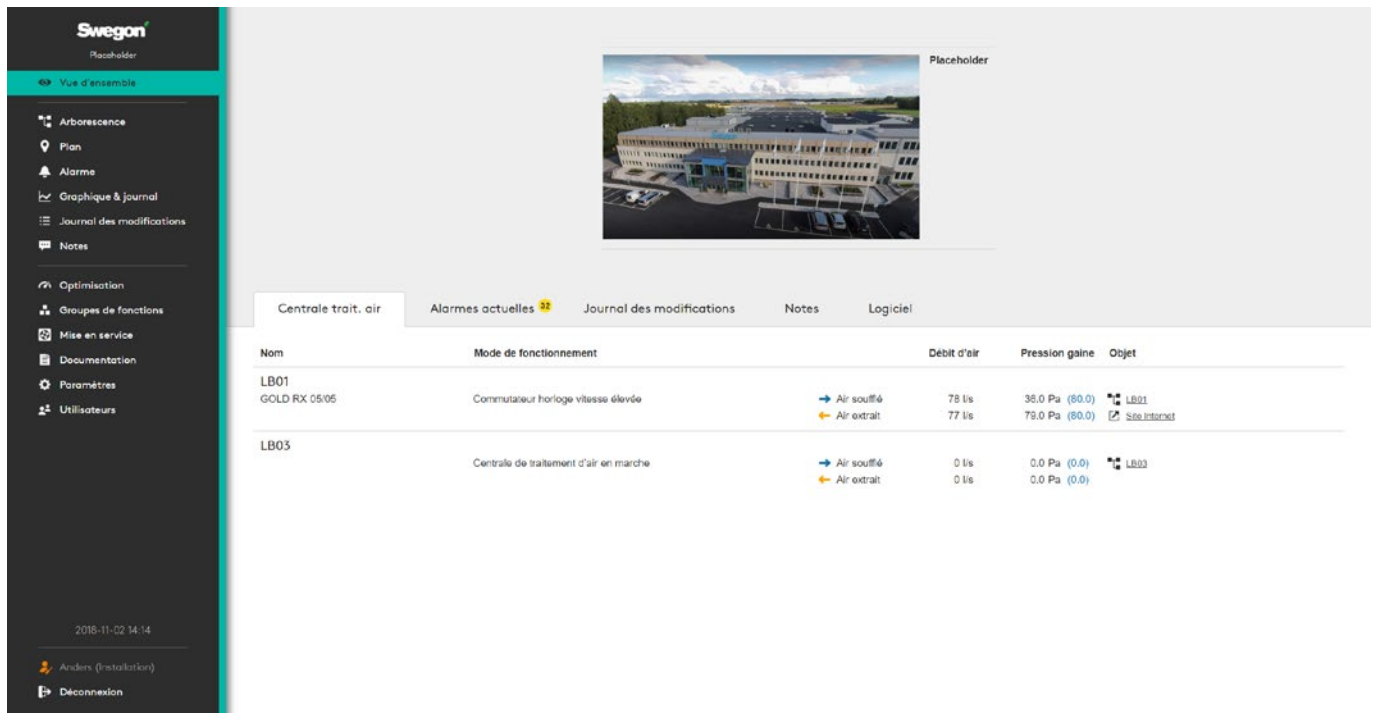 Swegon
Placeholder
Vue d'ensemble
Arborescence
Plan
Alarme
Graphique & journal
Journal des modifications
Notes
Optimisation
Groupes de fonctions
Mise en service
Documentation
Paramètres
Utilisateurs
2018-11-02 14:14
Anders (Installation)
Déconnexion
Placeholder
Centrale trait. air Alarmes actuelles 32 Journal des modifications Notes Logiciel
Nom Mode de fonctionnement Débit d'air Pression gaine Objet
LB01
GOLD RX 05/05 Commutateur horloge vitesse élevée Air soufflé 78 l/s 36.0 Pa (80.0) LB01
Air extrait 77 l/s 79.0 Pa (80.0) Site Internet
LB03
Centrale de traitement d'air en marche Air soufflé 0 l/s 0.0 Pa (0.0) LB03
Air extrait 0 l/s 0.0 Pa (0.0)